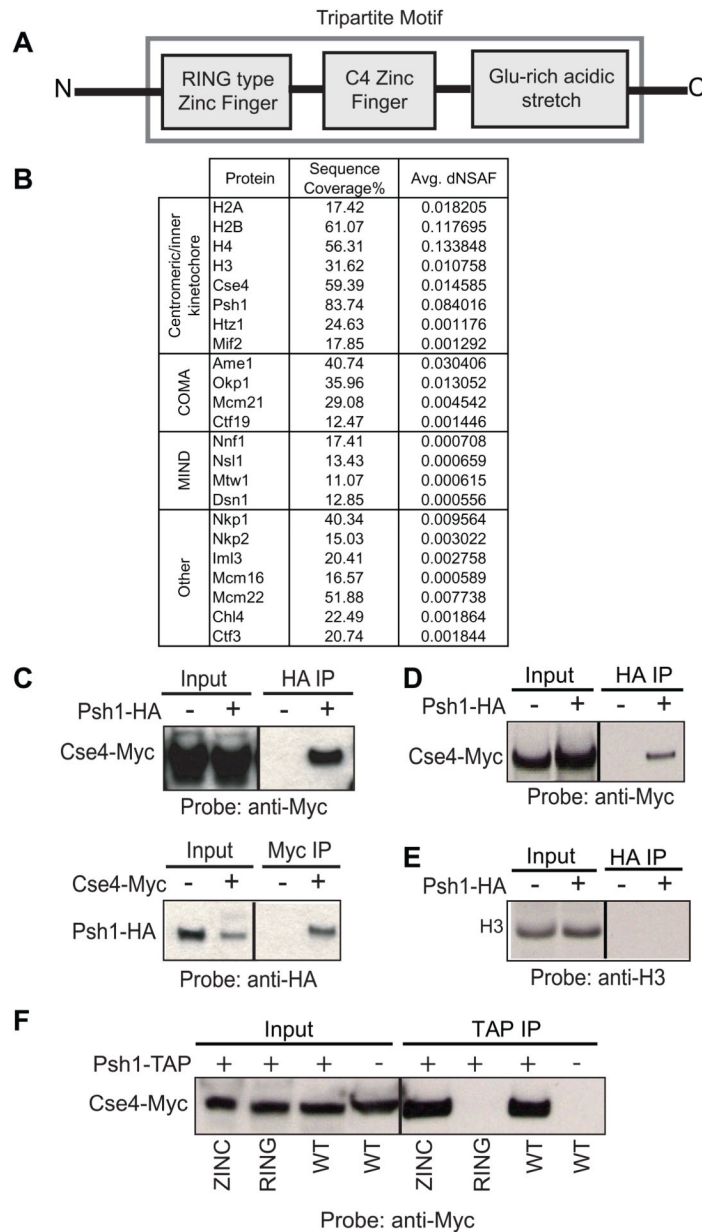 Tripartite Motif
A
N
RING type
Zinc Finger
C4 Zinc
Finger
Glu-rich acidic
stretch
C
B
Protein Sequence Coverage% Avg. dNSAF
Centromeric/inner
kinetochore
H2A 17.42 0.018205
H2B 61.07 0.117695
H4 56.31 0.133848
H3 31.62 0.010758
Cse4 59.39 0.014585
Psh1 83.74 0.084016
Htz1 24.63 0.001176
Mif2 17.85 0.001292
COMA
Ame1 40.74 0.030406
Okp1 35.96 0.013052
Mcm21 29.08 0.004542
Ctf19 12.47 0.001446
MIND
Nnf1 17.41 0.000708
Nsl1 13.43 0.000659
Mtw1 11.07 0.000615
Dsn1 12.85 0.000556
Other
Nkp1 40.34 0.009564
Nkp2 15.03 0.003022
Iml3 20.41 0.002758
Mcm16 16.57 0.000589
Mcm22 51.88 0.007738
Chl4 22.49 0.001864
Ctf3 20.74 0.001844
C
Input HA IP
Psh1-HA - + - +
Cse4-Myc
Probe: anti-Myc
Input Myc IP
Cse4-Myc - + - +
Psh1-HA
Probe: anti-HA
D
Input HA IP
Psh1-HA - + - +
Cse4-Myc
Probe: anti-Myc
E
Input HA IP
Psh1-HA - + - +
H3
Probe: anti-H3
F
Input TAP IP
Psh1-TAP + + + - + + + -
Cse4-Myc
ZINC RING WT WT ZINC RING WT WT
Probe: anti-Myc